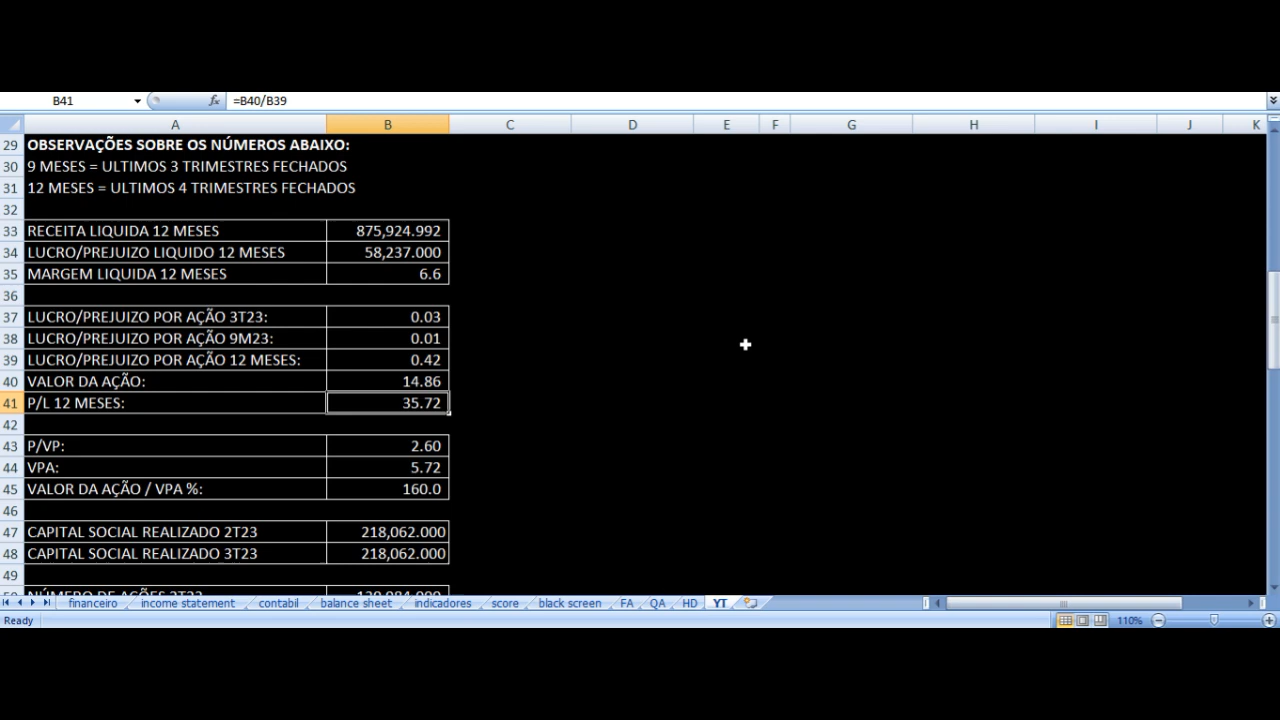 B41 fx =B40/B39
A B C D E F G H I J K
29 OBSERVAÇÕES SOBRE OS NÚMEROS ABAIXO:
30 9 MESES = ULTIMOS 3 TRIMESTRES FECHADOS
31 12 MESES = ULTIMOS 4 TRIMESTRES FECHADOS
32
33 RECEITA LIQUIDA 12 MESES 875,924.992
34 LUCRO/PREJUIZO LIQUIDO 12 MESES 58,237.000
35 MARGEM LIQUIDA 12 MESES 6.6
36
37 LUCRO/PREJUIZO POR AÇÃO 3T23: 0.03
38 LUCRO/PREJUIZO POR AÇÃO 9M23: 0.01
39 LUCRO/PREJUIZO POR AÇÃO 12 MESES: 0.42
40 VALOR DA AÇÃO: 14.86
41 P/L 12 MESES: 35.72
42
43 P/VP: 2.60
44 VPA: 5.72
45 VALOR DA AÇÃO / VPA %: 160.0
46
47 CAPITAL SOCIAL REALIZADO 2T23 218,062.000
48 CAPITAL SOCIAL REALIZADO 3T23 218,062.000
49
financeiro income statement contabil balance sheet indicadores score black screen FA QA HD YT
Ready 110%